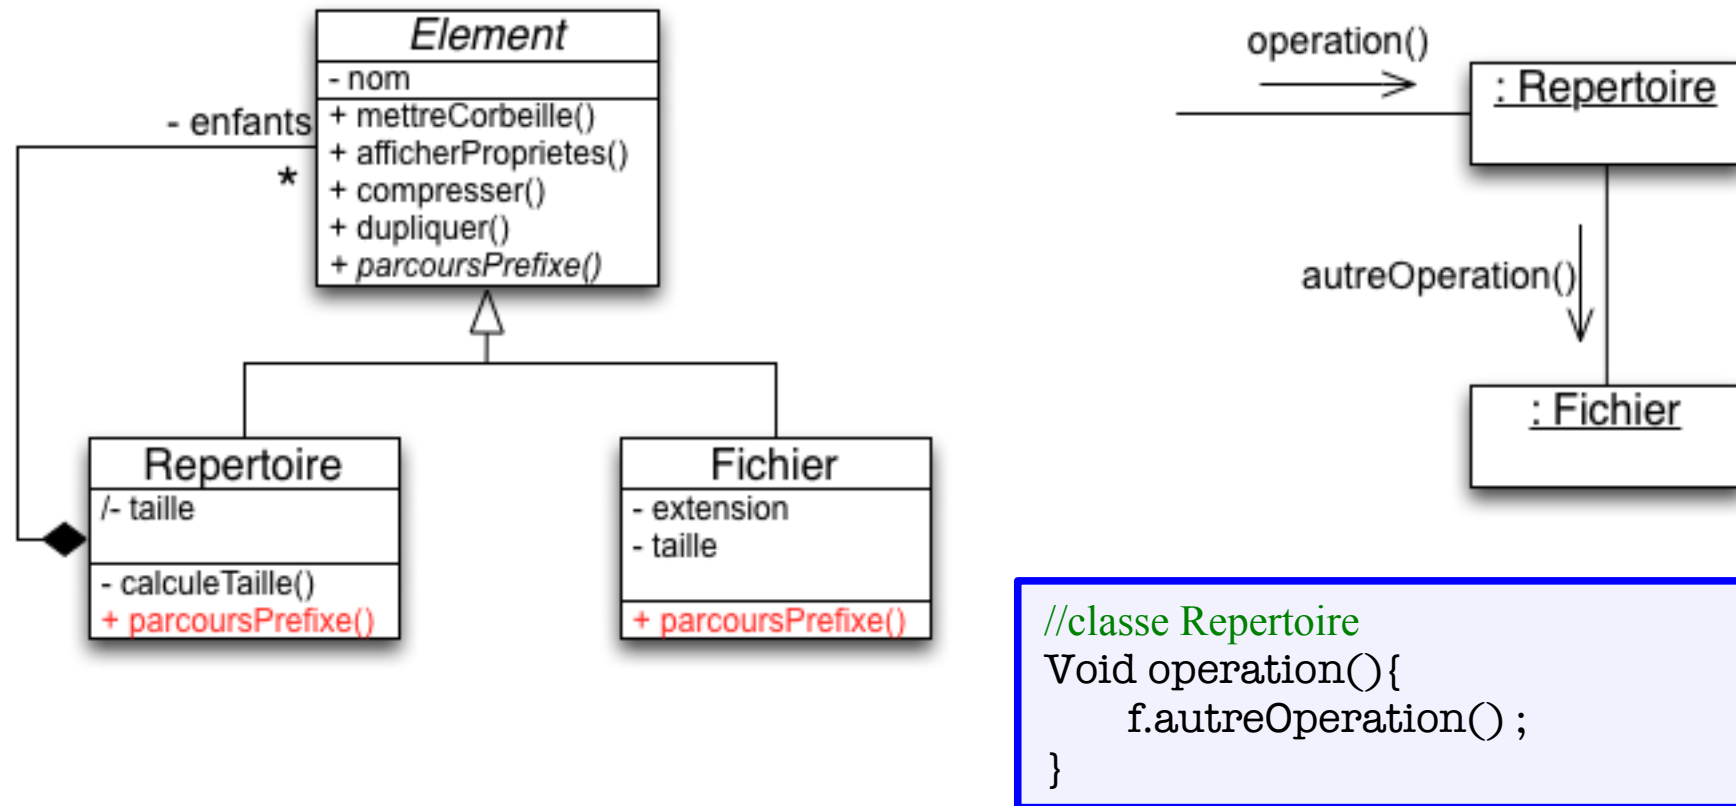 Element
- nom
- enfants
*
+ mettreCorbeille()
+ afficherProprietes()
+ compresser()
+ dupliquer()
+ parcoursPrefixe()
Repertoire
/- taille
- calculeTaille()
+ parcoursPrefixe()
Fichier
- extension
- taille
+ parcoursPrefixe()
operation()
: Repertoire
autreOperation()
: Fichier
//classe Repertoire
Void operation(){
f.autreOperation() ;
}